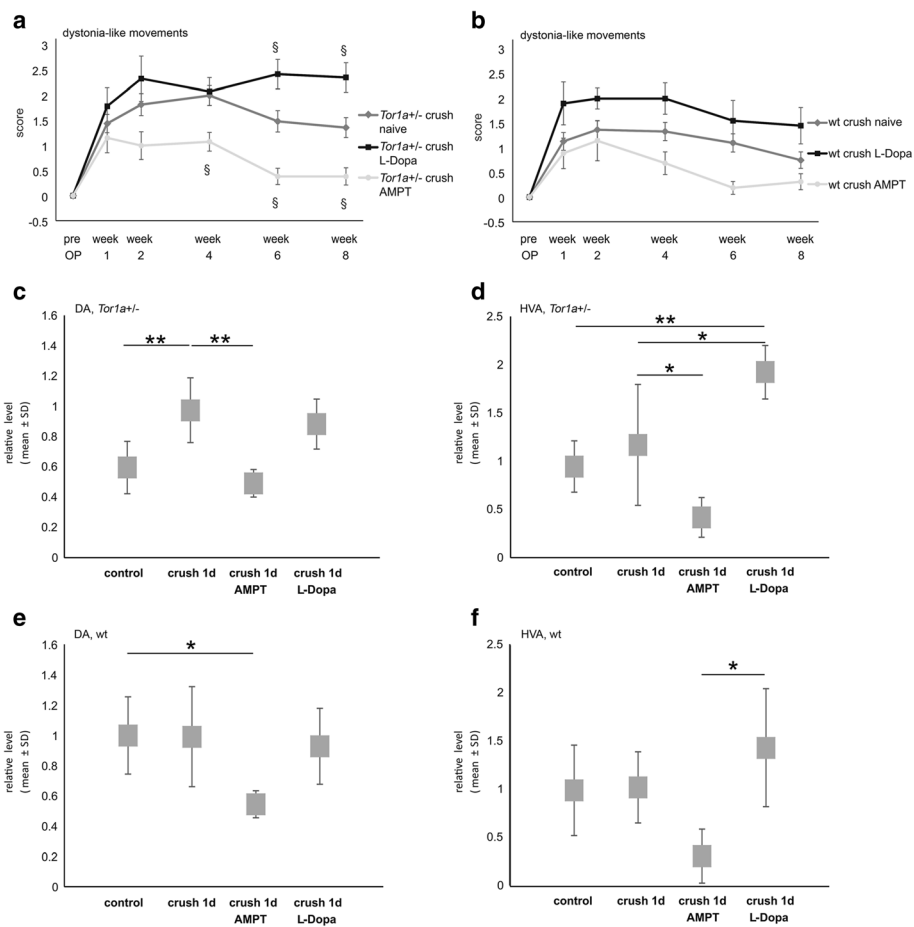 a
dystonia-like movements
3
2.5
2
1.5
1
0.5
0
-0.5
score
§
§
§
§
§
Tor1a+/- crush
naive
Tor1a+/- crush
L-Dopa
Tor1a+/- crush
AMPT
pre
OP
week
1
week
2
week
4
week
6
week
8
b
dystonia-like movements
3
2.5
2
1.5
1
0.5
0
-0.5
score
wt crush naive
wt crush L-Dopa
wt crush AMPT
pre
OP
week
1
week
2
week
4
week
6
week
8
c
DA, Tor1a+/-
1.6
1.4
1.2
1
0.8
0.6
0.4
0.2
0
relative level
( mean ± SD)
**
**
control
crush 1d
crush 1d
AMPT
crush 1d
L-Dopa
d
HVA, Tor1a+/-
2.5
2
1.5
1
0.5
0
relative level
( mean ± SD)
**
*
*
control
crush 1d
crush 1d
AMPT
crush 1d
L-Dopa
e
DA, wt
1.6
1.4
1.2
1
0.8
0.6
0.4
0.2
0
relative level
( mean ± SD)
*
control
crush 1d
crush 1d
AMPT
crush 1d
L-Dopa
f
HVA, wt
2.5
2
1.5
1
0.5
0
relative level
( mean ± SD)
*
control
crush 1d
crush 1d
AMPT
crush 1d
L-Dopa